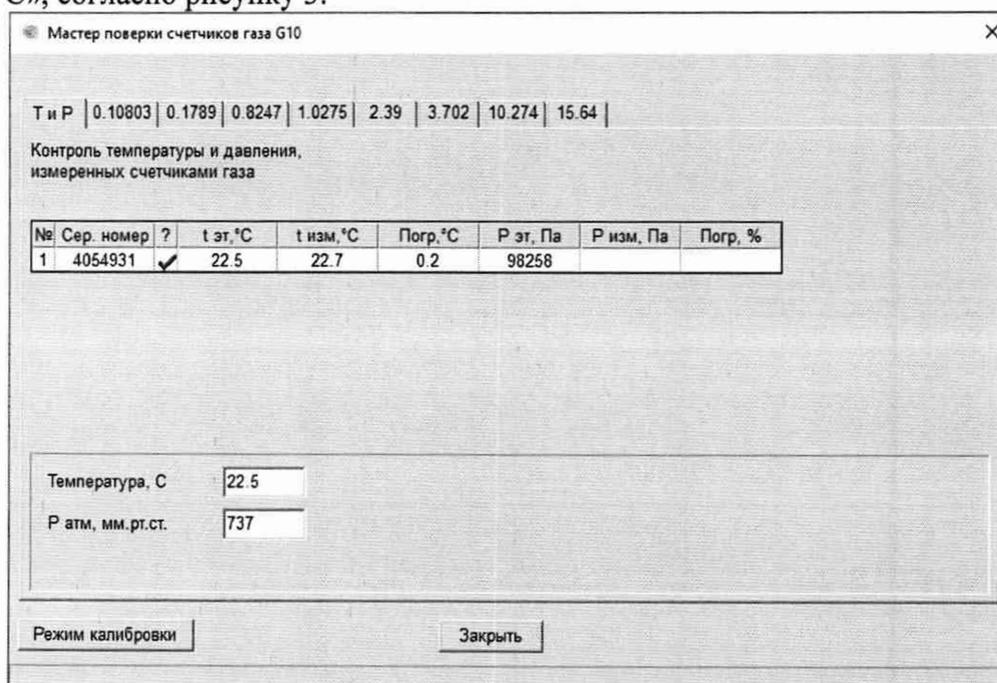 С», согласно рисунку 3.
Мастер поверки счетчиков газа G10
Т и Р 0.10803 0.1789 0.8247 1.0275 2.39 3.702 10.274 15.64
Контроль температуры и давления,
измеренных счетчиками газа
№ Сер. номер ? t эт,°C t изм,°C Погр,°C Р эт, Па Р изм, Па Погр, %
1 4054931 ✓ 22.5 22.7 0.2 98258
Температура, С 22.5
Р атм, мм.рт.ст. 737
Режим калибровки Закрыть